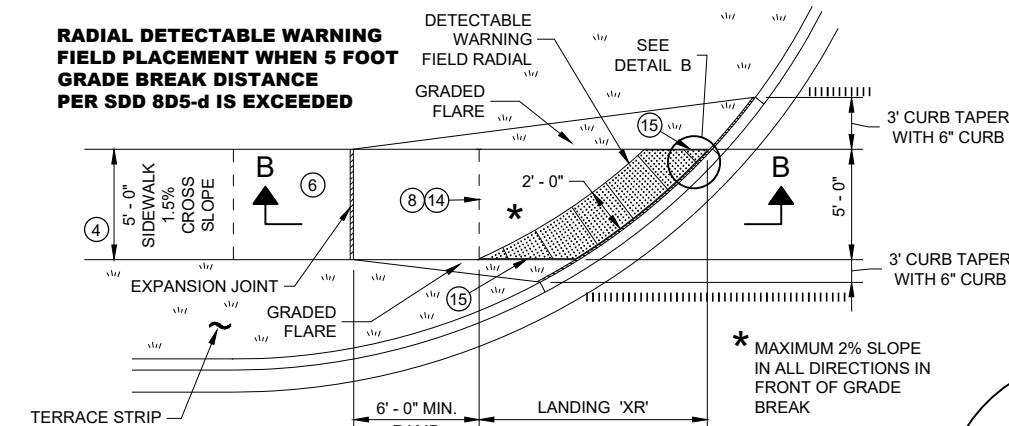 RADIAL DETECTABLE WARNING
FIELD PLACEMENT WHEN 5 FOOT
GRADE BREAK DISTANCE
PER SDD 8D5-d IS EXCEEDED
DETECTABLE
WARNING
FIELD RADIAL
SEE
DETAIL B
GRADED
FLARE
15
3' CURB TAPER
WITH 6" CURB
4
5' - 0"
SIDEWALK
1.5%
CROSS
SLOPE
B
6
8 14
2' - 0"
*
B
5' - 0"
EXPANSION JOINT
GRADED
FLARE
15
3' CURB TAPER
WITH 6" CURB
* MAXIMUM 2% SLOPE
IN ALL DIRECTIONS IN
FRONT OF GRADE
BREAK
TERRACE STRIP
6' - 0" MIN.
RAMP
LANDING 'XR'